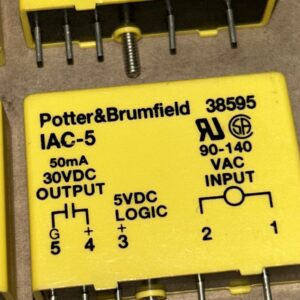 Potter&Brumfield 38595
IAC-5
50mA
30VDC
OUTPUT
5VDC
LOGIC
90-140
VAC
INPUT
G + +
5 4 3 2 1